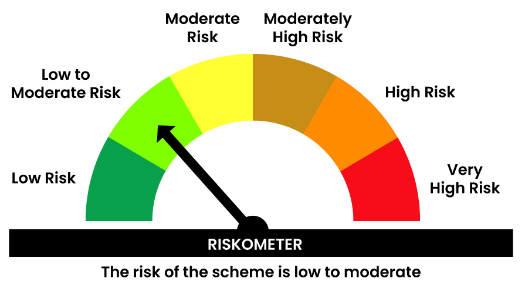 Moderate
Risk
Moderately
High Risk
Low to
Moderate Risk
High Risk
Low Risk
Very
High Risk
RISKOMETER
The risk of the scheme is low to moderate